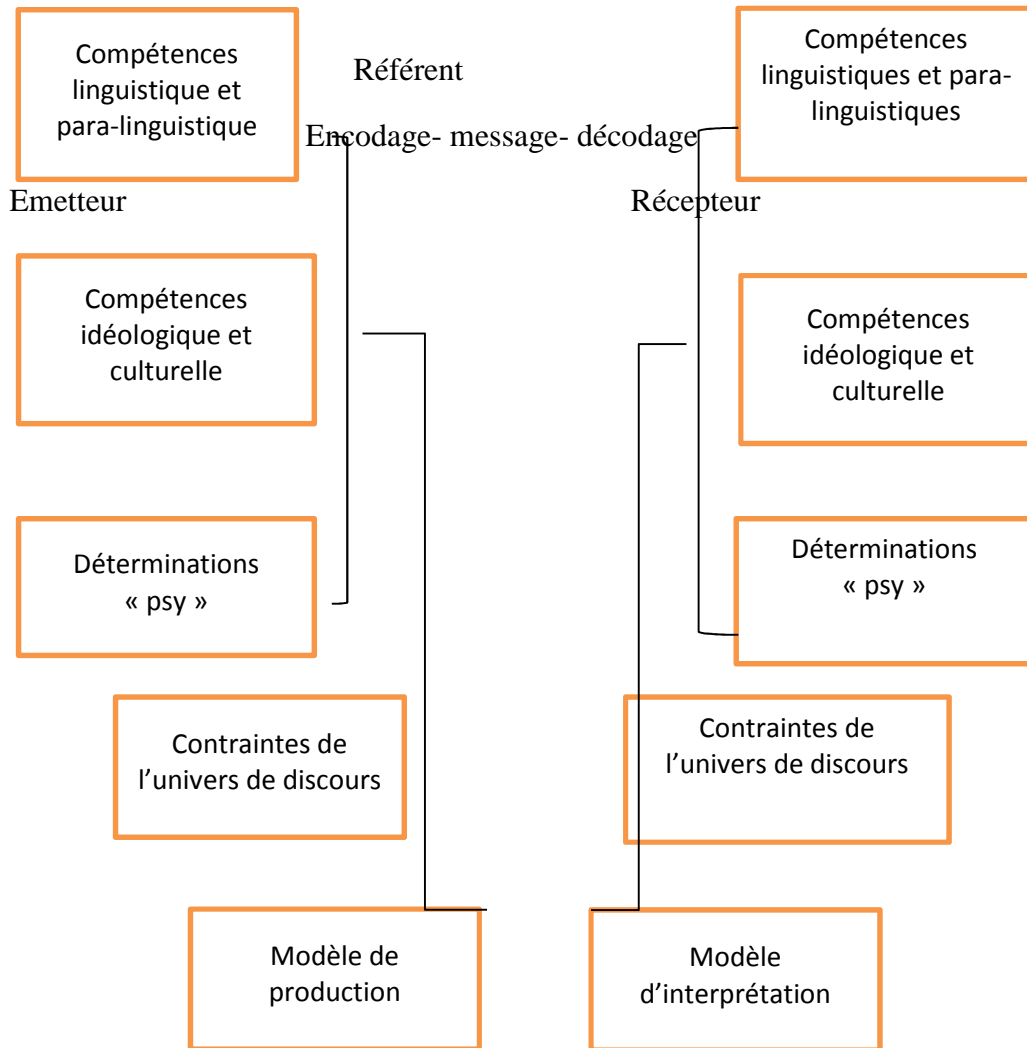 Compétences
linguistique et
para-linguistique
Référent
Compétences
linguistiques et para-
linguistiques
Encodage- message- décodage
Emetteur
Récepteur
Compétences
idéologique et
culturelle
Compétences
idéologique et
culturelle
Déterminations
« psy »
Déterminations
« psy »
Contraintes de
l’univers de discours
Contraintes de
l’univers de discours
Modèle de
production
Modèle
d’interprétation